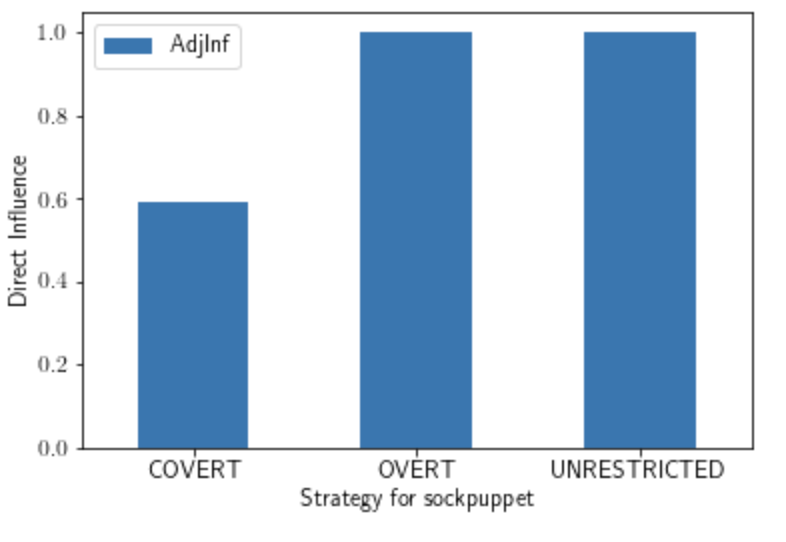 1.0
AdjInf
0.8
0.6
0.4
0.2
0.0
Direct Influence
COVERT OVERT UNRESTRICTED
Strategy for sockpuppet